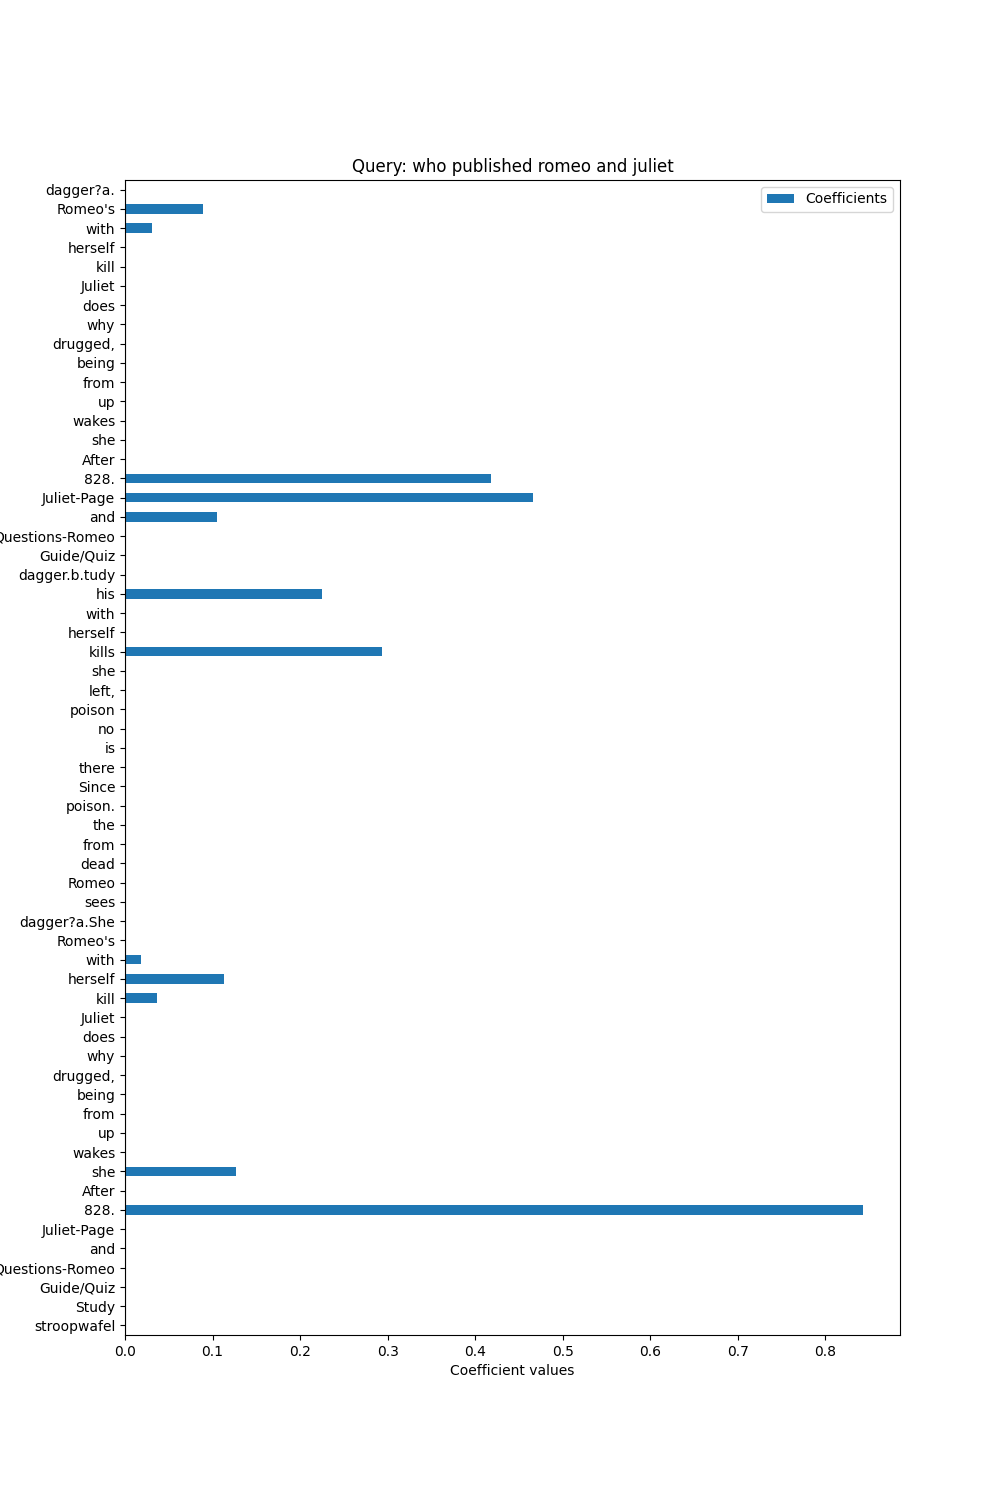 Query: who published romeo and juliet
Coefficients
dagger?a.
Romeo's
with
herself
kill
Juliet
does
why
drugged,
being
from
up
wakes
she
After
828.
Juliet-Page
and
Questions-Romeo
Guide/Quiz
dagger.b.tudy
his
with
herself
kills
she
left,
poison
no
is
there
Since
poison.
the
from
dead
Romeo
sees
dagger?a.She
Romeo's
with
herself
kill
Juliet
does
why
drugged,
being
from
up
wakes
she
After
828.
Juliet-Page
and
Questions-Romeo
Guide/Quiz
Study
stroopwafel
0.0 0.1 0.2 0.3 0.4 0.5 0.6 0.7 0.8
Coefficient values